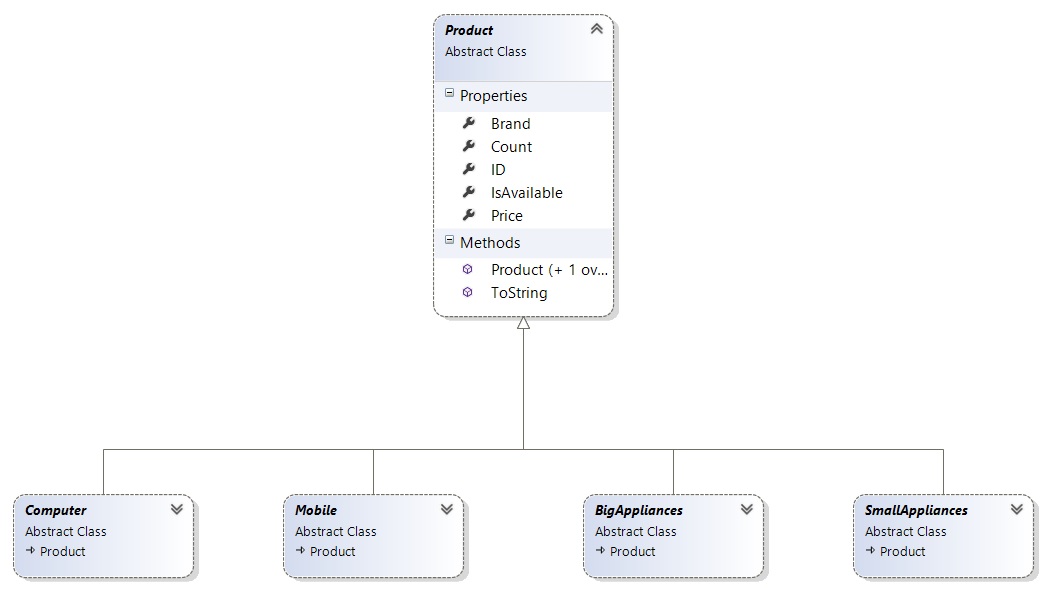 Product
Abstract Class
Properties
Brand
Count
ID
IsAvailable
Price
Methods
Product (+ 1 ov...
ToString
Computer
Abstract Class
Product
Mobile
Abstract Class
Product
BigAppliances
Abstract Class
Product
SmallAppliances
Abstract Class
Product